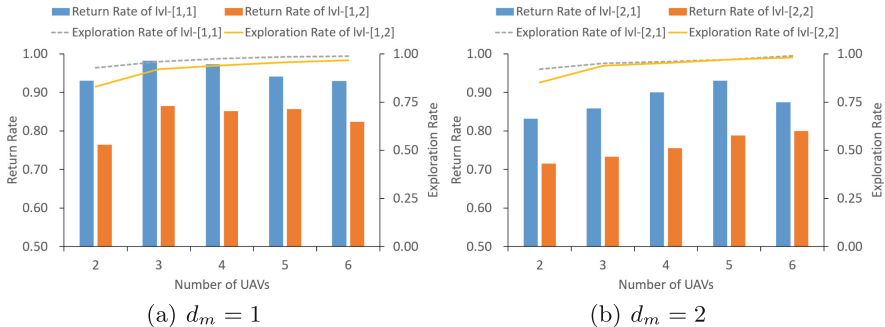 Return Rate of lvl-[1,1] Return Rate of lvl-[1,2]
Exploration Rate of lvl-[1,1] Exploration Rate of lvl-[1,2]
1.00
0.90
0.80
0.70
0.60
0.50
Return Rate
1.00
0.75
0.50
0.25
0.00
Exploration Rate
2 3 4 5 6
Number of UAVs
(a) d_m = 1
Return Rate of lvl-[2,1] Return Rate of lvl-[2,2]
Exploration Rate of lvl-[2,1] Exploration Rate of lvl-[2,2]
1.00
0.90
0.80
0.70
0.60
0.50
Return Rate
1.00
0.75
0.50
0.25
0.00
Exploration Rate
2 3 4 5 6
Number of UAVs
(b) d_m = 2